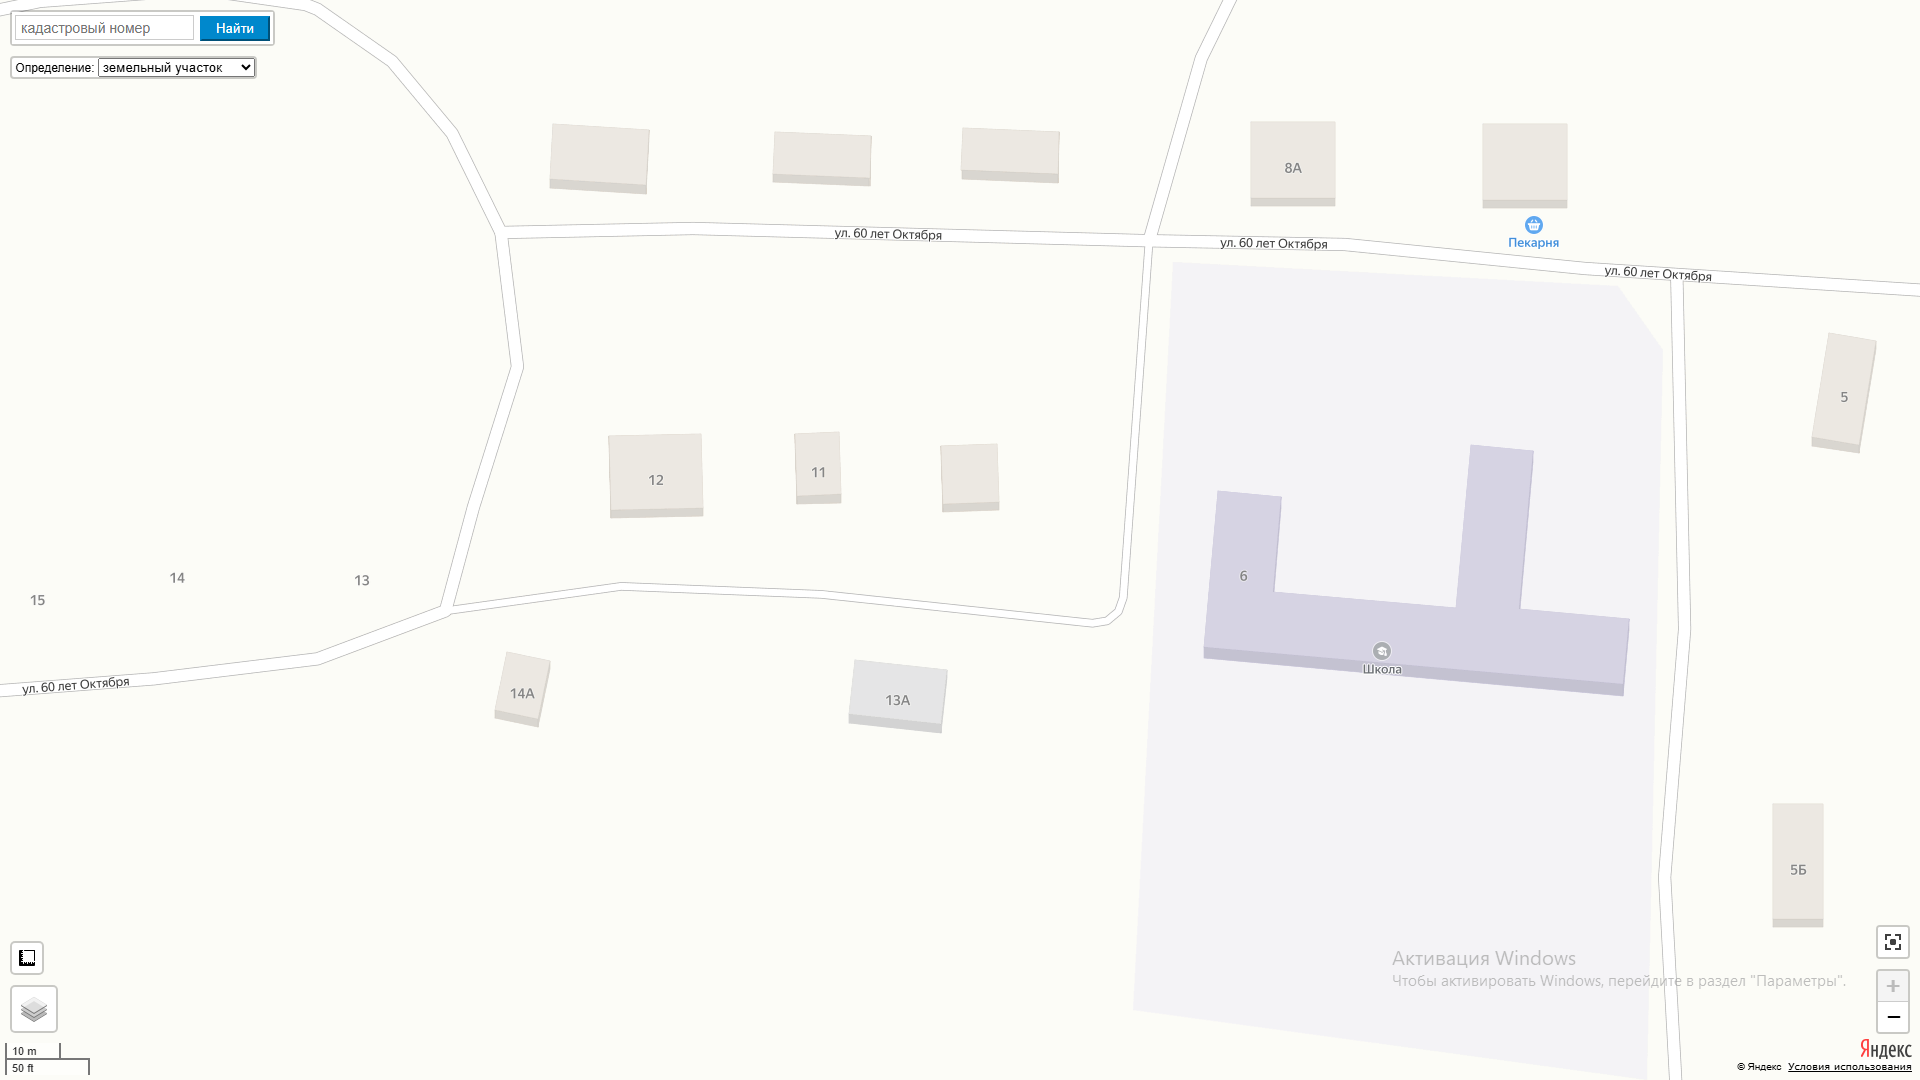 кадастровый номер
Найти
Определение: земельный участок
8А
ул. 60 лет Октября
ул. 60 лет Октября
Пекарня
ул. 60 лет Октября
5
12
11
6
15
14
13
Школа
ул. 60 лет Октября
14А
13А
5Б
Активация Windows
Чтобы активировать Windows, перейдите в раздел "Параметры".
+
−
10 m
50 ft
Яндекс
© Яндекс Условия использования